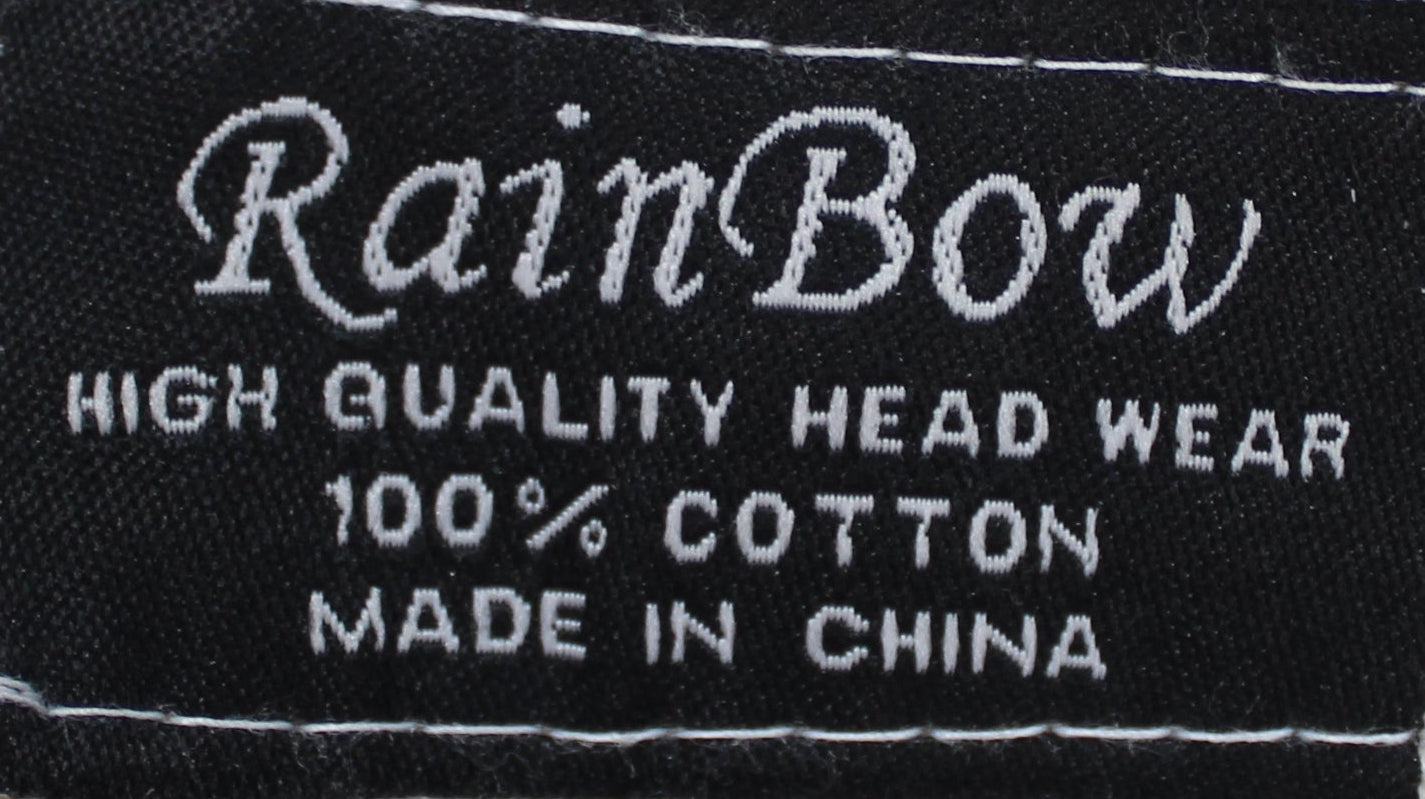 RainBow
HIGH QUALITY HEAD WEAR
100% COTTON
MADE IN CHINA